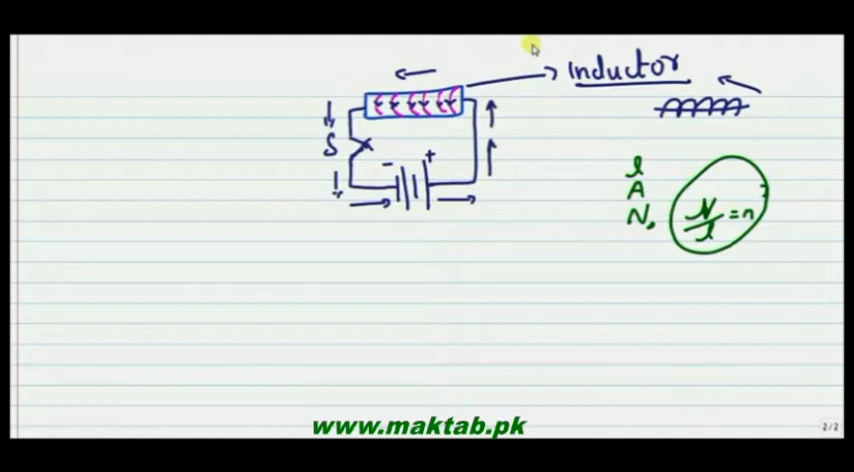 Inductor
S
- +
l
A
N,
N/l = n
www.maktab.pk
2/2